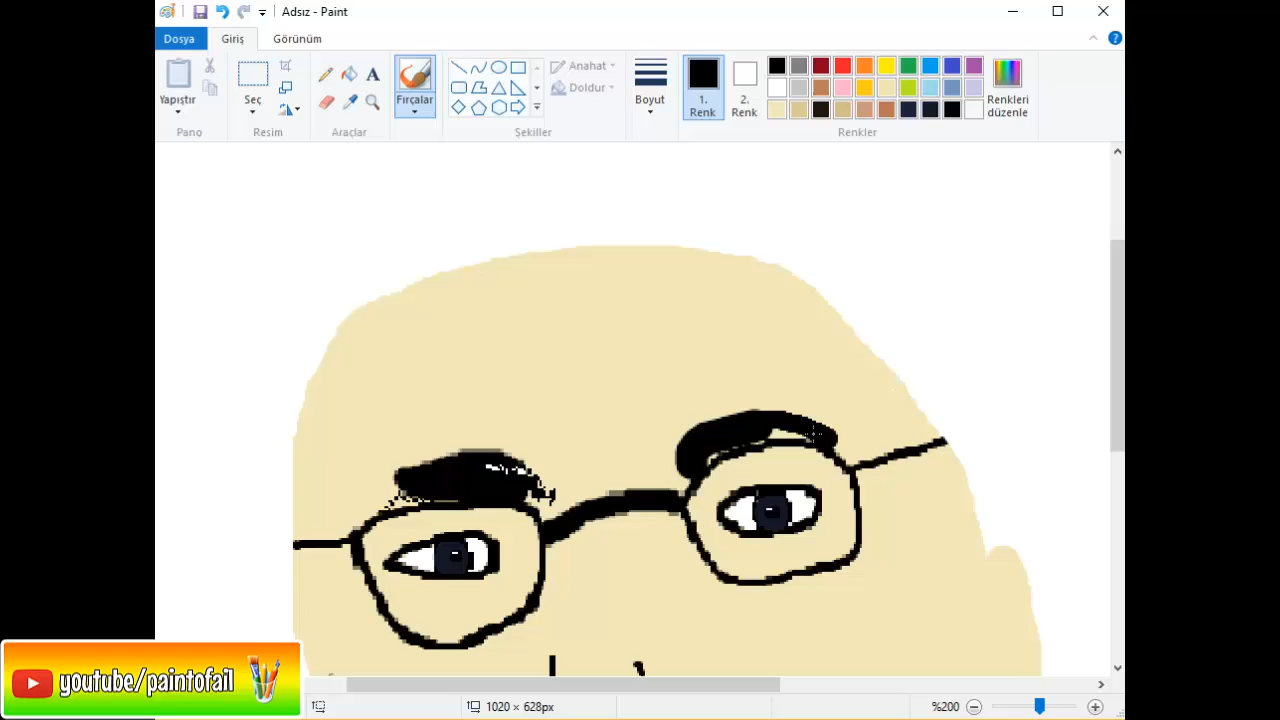 Adsız - Paint
Dosya Giriş Görünüm
Yapıştır
Seç
Fırçalar
Anahat
Doldur
Boyut
1.
Renk
2.
Renk
Renkleri
düzenle
Pano Resim Araçlar Şekiller Renkler
youtube/paintofail
1020 × 628px %200